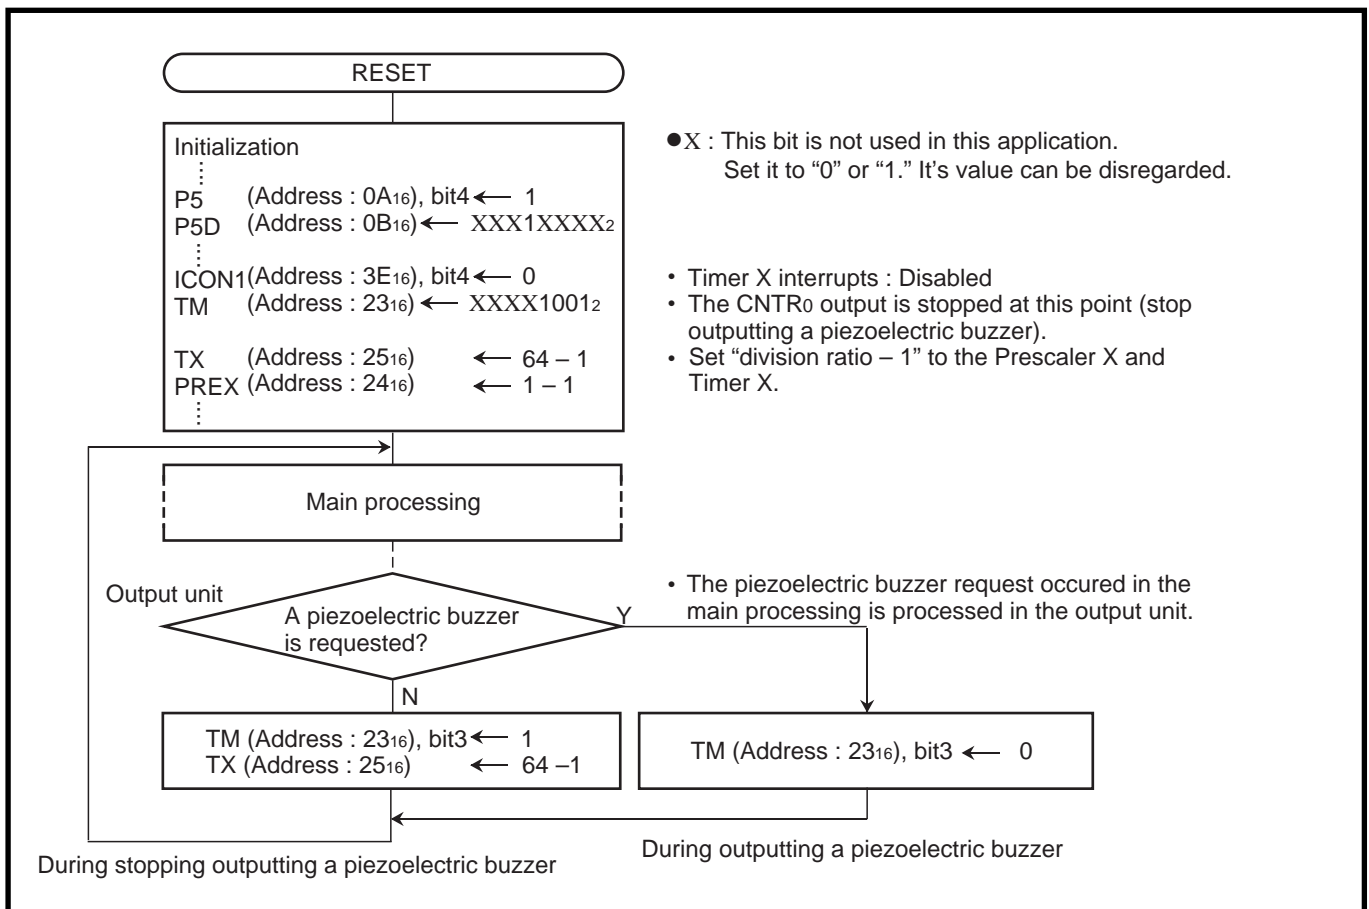 RESET
Initialization
P5 (Address : 0A16), bit4 ← 1
P5D (Address : 0B16) ← XXX1XXXX2
ICON1(Address : 3E16), bit4 ← 0
TM (Address : 2316) ← XXXX10012
TX (Address : 2516) ← 64 – 1
PREX (Address : 2416) ← 1 – 1
●X : This bit is not used in this application.
Set it to “0” or “1.” It’s value can be disregarded.
• Timer X interrupts : Disabled
• The CNTR0 output is stopped at this point (stop
outputting a piezoelectric buzzer).
• Set “division ratio – 1” to the Prescaler X and
Timer X.
Main processing
Output unit
A piezoelectric buzzer
is requested?
Y
N
• The piezoelectric buzzer request occured in the
main processing is processed in the output unit.
TM (Address : 2316), bit3 ← 1
TX (Address : 2516) ← 64 –1
TM (Address : 2316), bit3 ← 0
During stopping outputting a piezoelectric buzzer
During outputting a piezoelectric buzzer